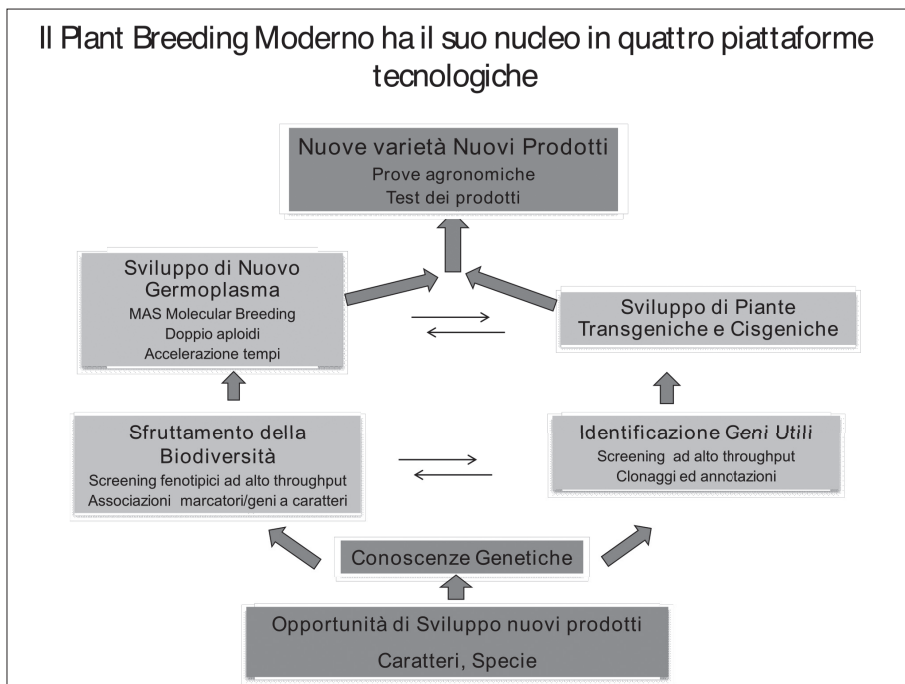 Il Plant Breeding Moderno ha il suo nucleo in quattro piattaforme
tecnologiche
Nuove varietà Nuovi Prodotti
Prove agronomiche
Test dei prodotti
Sviluppo di Nuovo
Germoplasma
MAS Molecular Breeding
Doppio aploidi
Accelerazione tempi
Sviluppo di Piante
Transgeniche e Cisgeniche
Sfruttamento della
Biodiversità
Screening fenotipici ad alto throughput
Associazioni marcatori/geni a caratteri
Identificazione Geni Utili
Screening ad alto throughput
Clonaggi ed annotazioni
Conoscenze Genetiche
Opportunità di Sviluppo nuovi prodotti
Caratteri, Specie